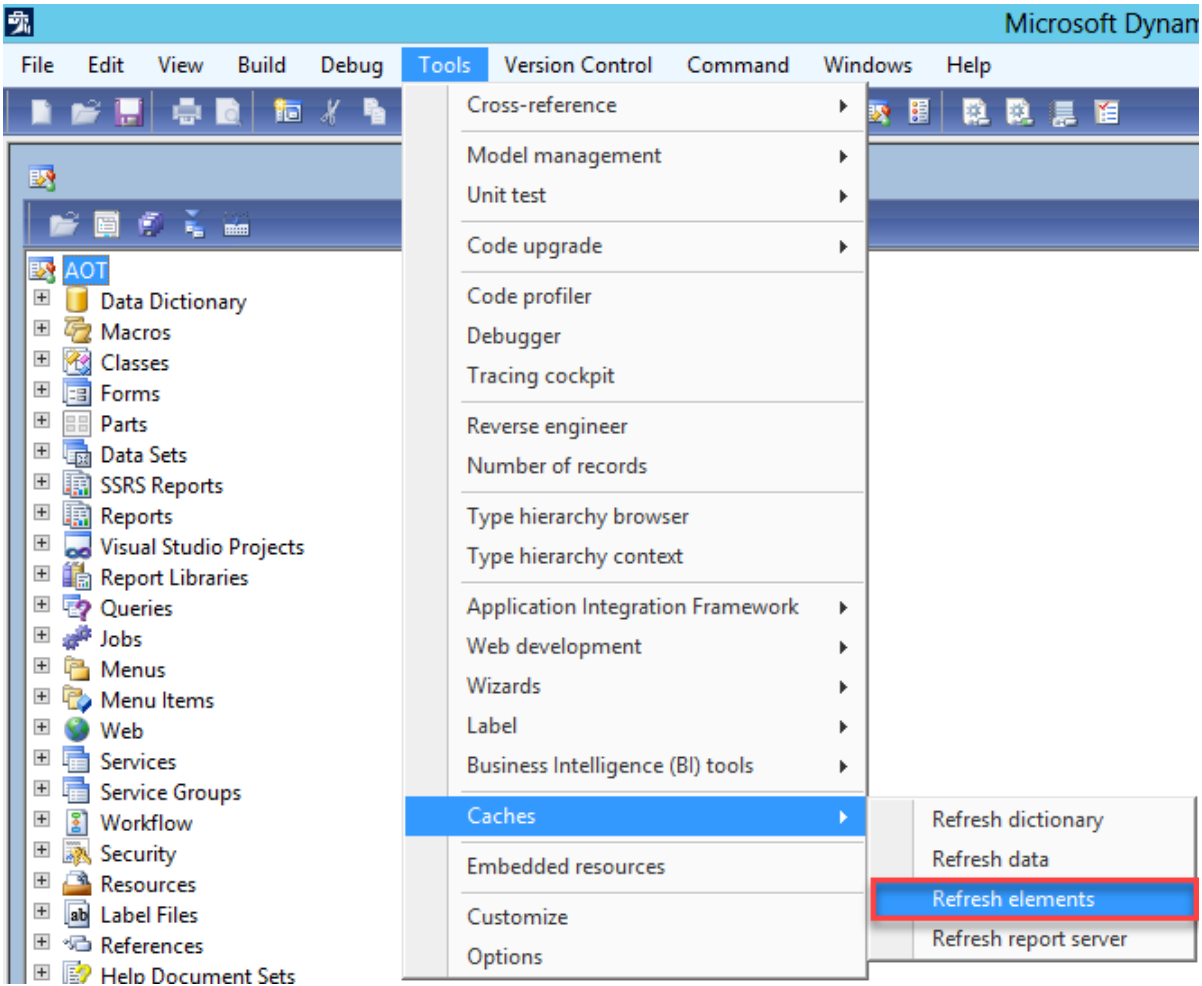 Microsoft Dynam
File Edit View Build Debug Tools Version Control Command Windows Help
AOT
Data Dictionary
Macros
Classes
Forms
Parts
Data Sets
SSRS Reports
Reports
Visual Studio Projects
Report Libraries
Queries
Jobs
Menus
Menu Items
Web
Services
Service Groups
Workflow
Security
Resources
ab Label Files
References
Help Document Sets
Cross-reference
Model management
Unit test
Code upgrade
Code profiler
Debugger
Tracing cockpit
Reverse engineer
Number of records
Type hierarchy browser
Type hierarchy context
Application Integration Framework
Web development
Wizards
Label
Business Intelligence (BI) tools
Caches
Embedded resources
Customize
Options
Refresh dictionary
Refresh data
Refresh elements
Refresh report server